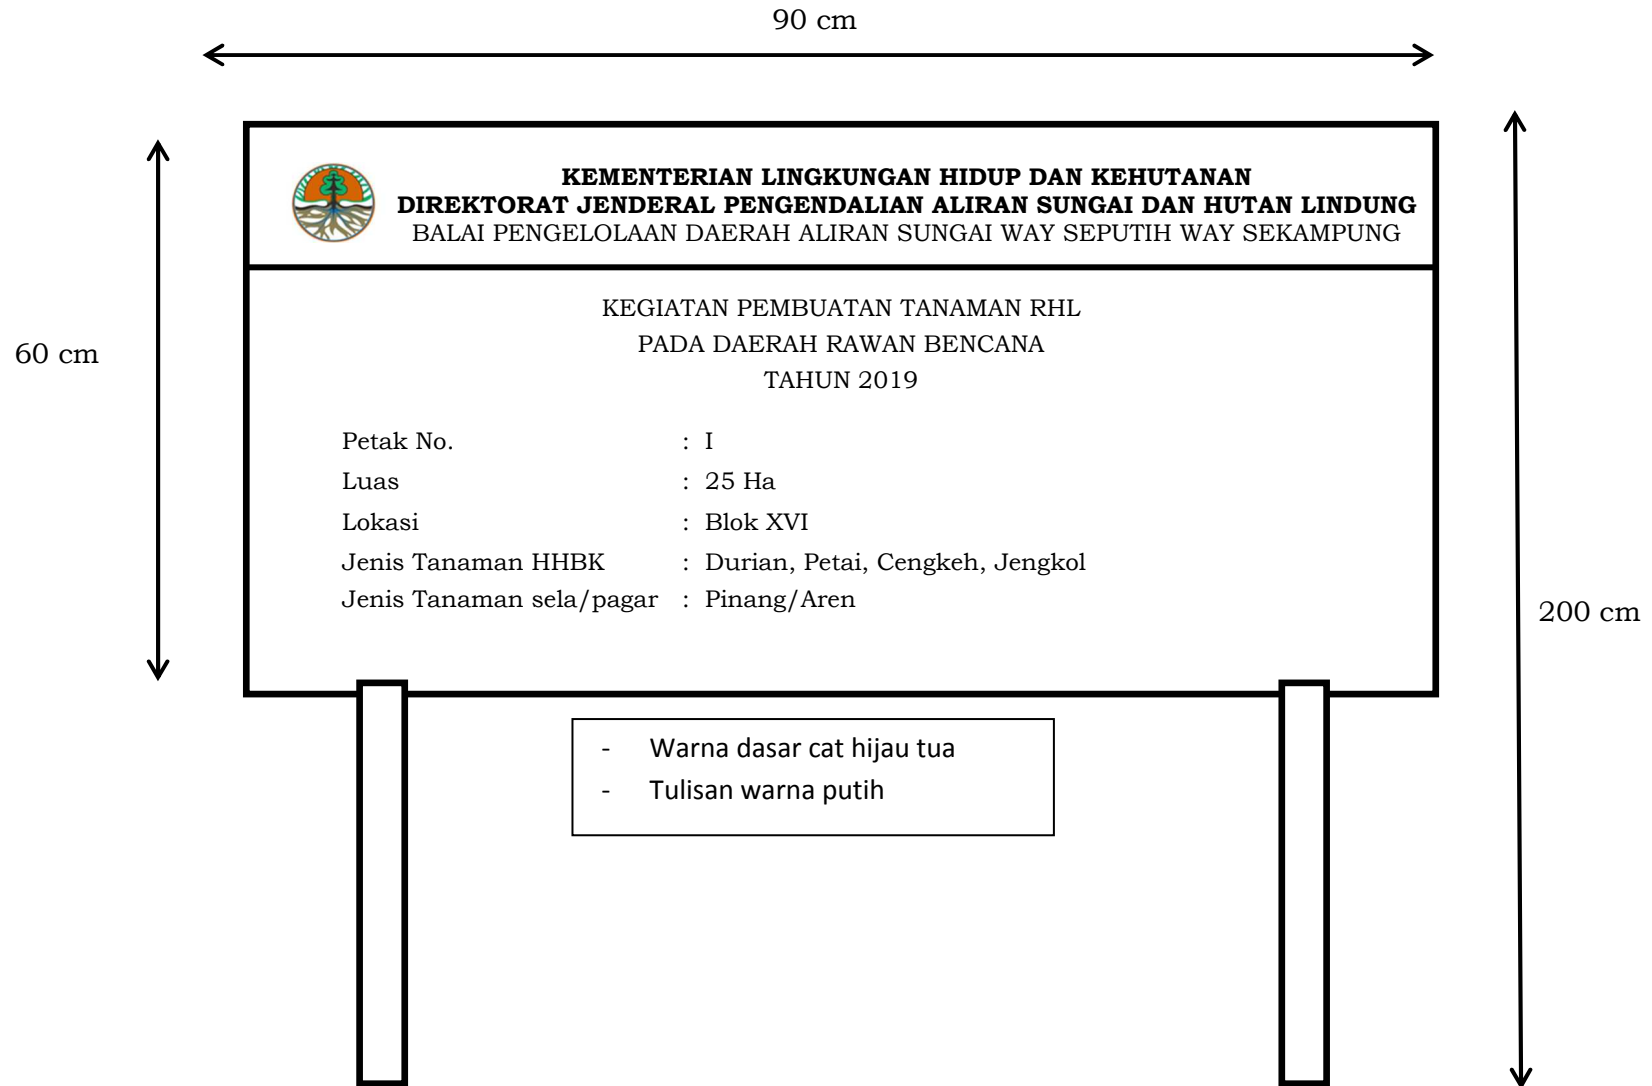 90 cm
KEMENTERIAN LINGKUNGAN HIDUP DAN KEHUTANAN
DIREKTORAT JENDERAL PENGENDALIAN ALIRAN SUNGAI DAN HUTAN LINDUNG
BALAI PENGELOLAAN DAERAH ALIRAN SUNGAI WAY SEPUTIH WAY SEKAMPUNG
KEGIATAN PEMBUATAN TANAMAN RHL
PADA DAERAH RAWAN BENCANA
TAHUN 2019
60 cm
Petak No. : I
Luas : 25 Ha
Lokasi : Blok XVI
Jenis Tanaman HHBK : Durian, Petai, Cengkeh, Jengkol
Jenis Tanaman sela/pagar : Pinang/Aren
200 cm
- Warna dasar cat hijau tua
- Tulisan warna putih